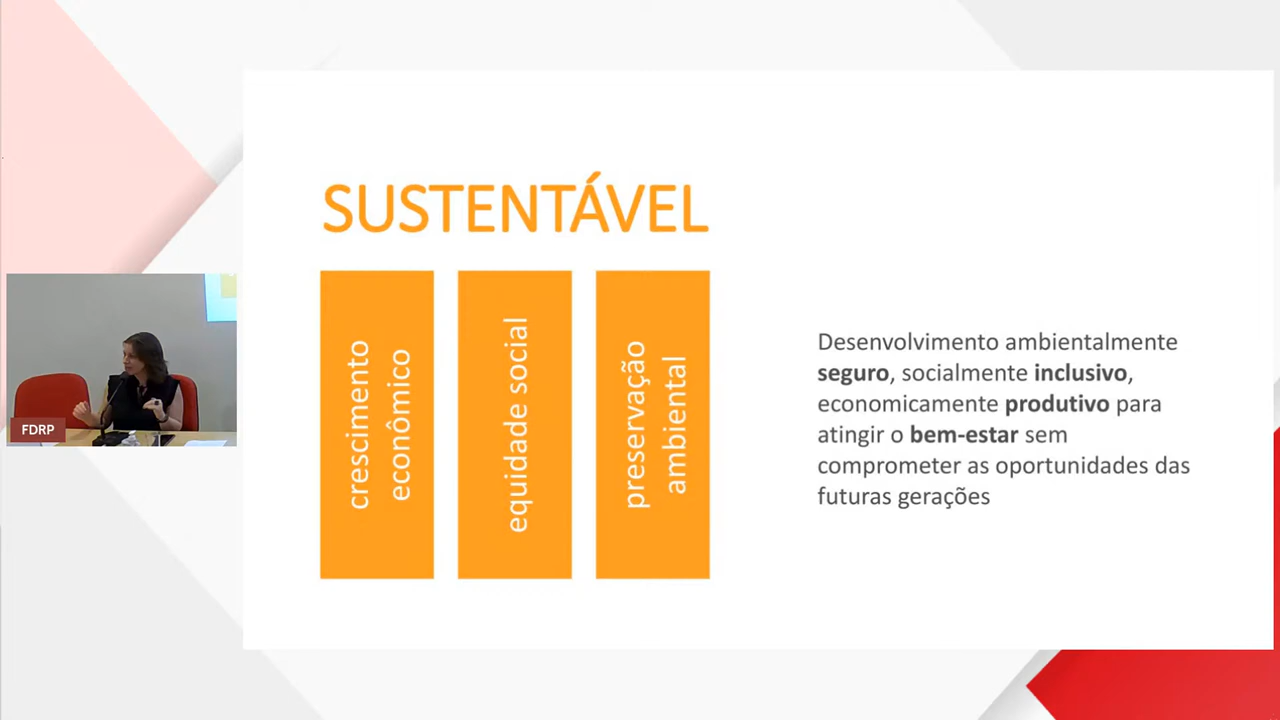 SUSTENTÁVEL
crescimento
econômico
equidade social
preservação
ambiental
Desenvolvimento ambientalmente
seguro, socialmente inclusivo,
economicamente produtivo para
atingir o bem-estar sem
comprometer as oportunidades das
futuras gerações
FDRP